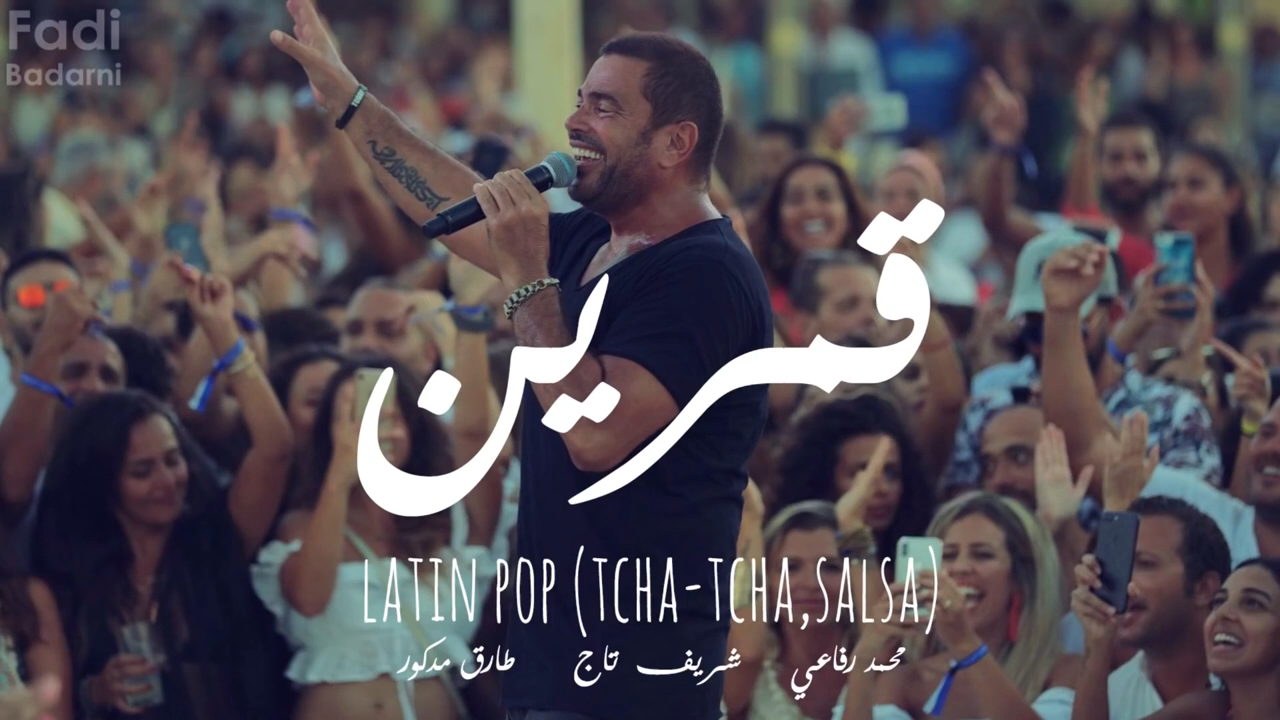 Fadi
Badarni
قمرين
LATIN POP (TCHA-TCHA,SALSA)
محمد رفاعي شريف تاج طارق مدكور